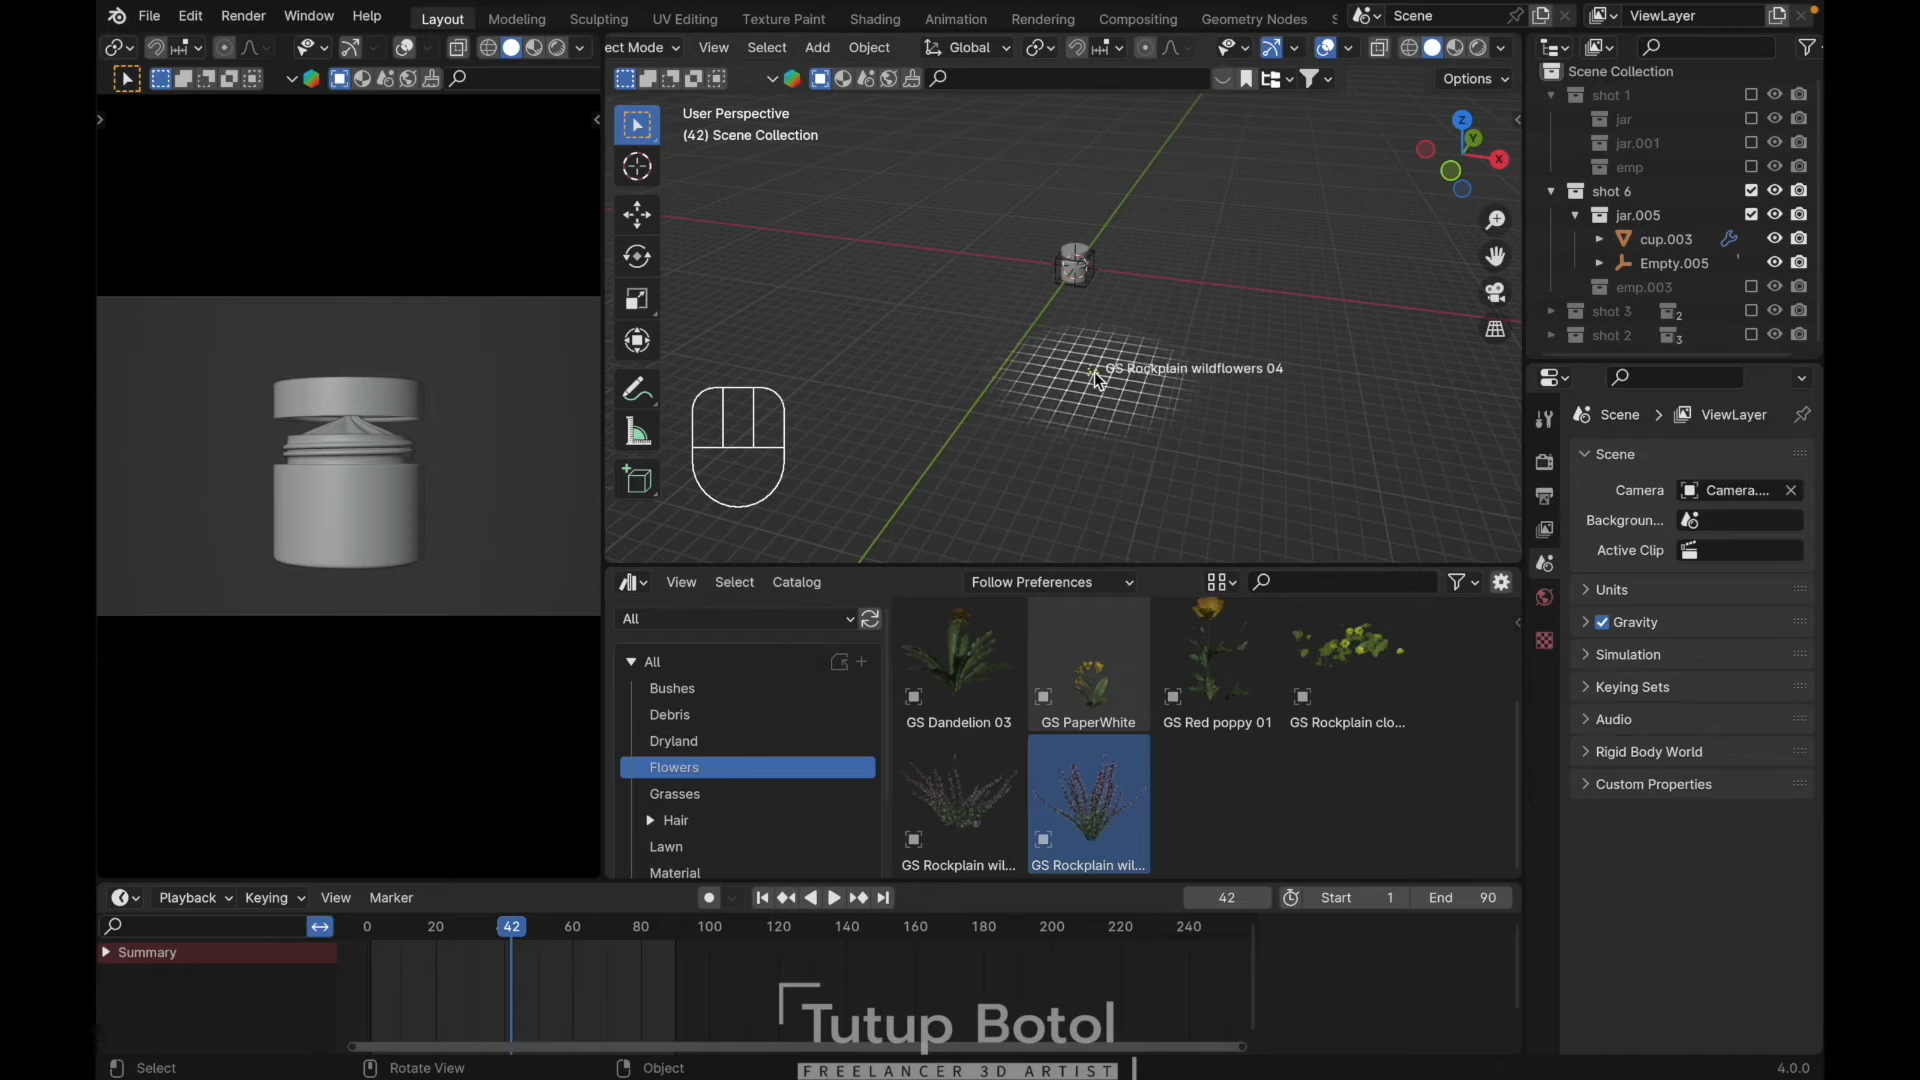 File Edit Render Window Help
Layout Modeling Sculpting UV Editing Texture Paint Shading Animation Rendering Compositing Geometry Nodes S
Scene
ViewLayer
ect Mode View Select Add Object Global
Options
User Perspective
(42) Scene Collection
Z
Y
X
GS Rockplain wildflowers 04
Scene Collection
shot 1
jar
jar.001
emp
shot 6
jar.005
cup.003
Empty.005
emp.003
shot 3 2
shot 2 3
Scene > ViewLayer
Scene
Camera Camera....
Backgroun...
Active Clip
Units
Gravity
Simulation
Keying Sets
Audio
Rigid Body World
Custom Properties
View Select Catalog Follow Preferences
All
All
Bushes
Debris
Dryland
Flowers
Grasses
Hair
Lawn
Material
GS Dandelion 03 GS PaperWhite GS Red poppy 01 GS Rockplain clo...
GS Rockplain wil... GS Rockplain wil...
Playback Keying View Marker
42 Start 1 End 90
0 20 42 60 80 100 120 140 160 180 200 220 240
Summary
Tutup Botol
FREELANCER 3D ARTIST
Select Rotate View Object 4.0.0